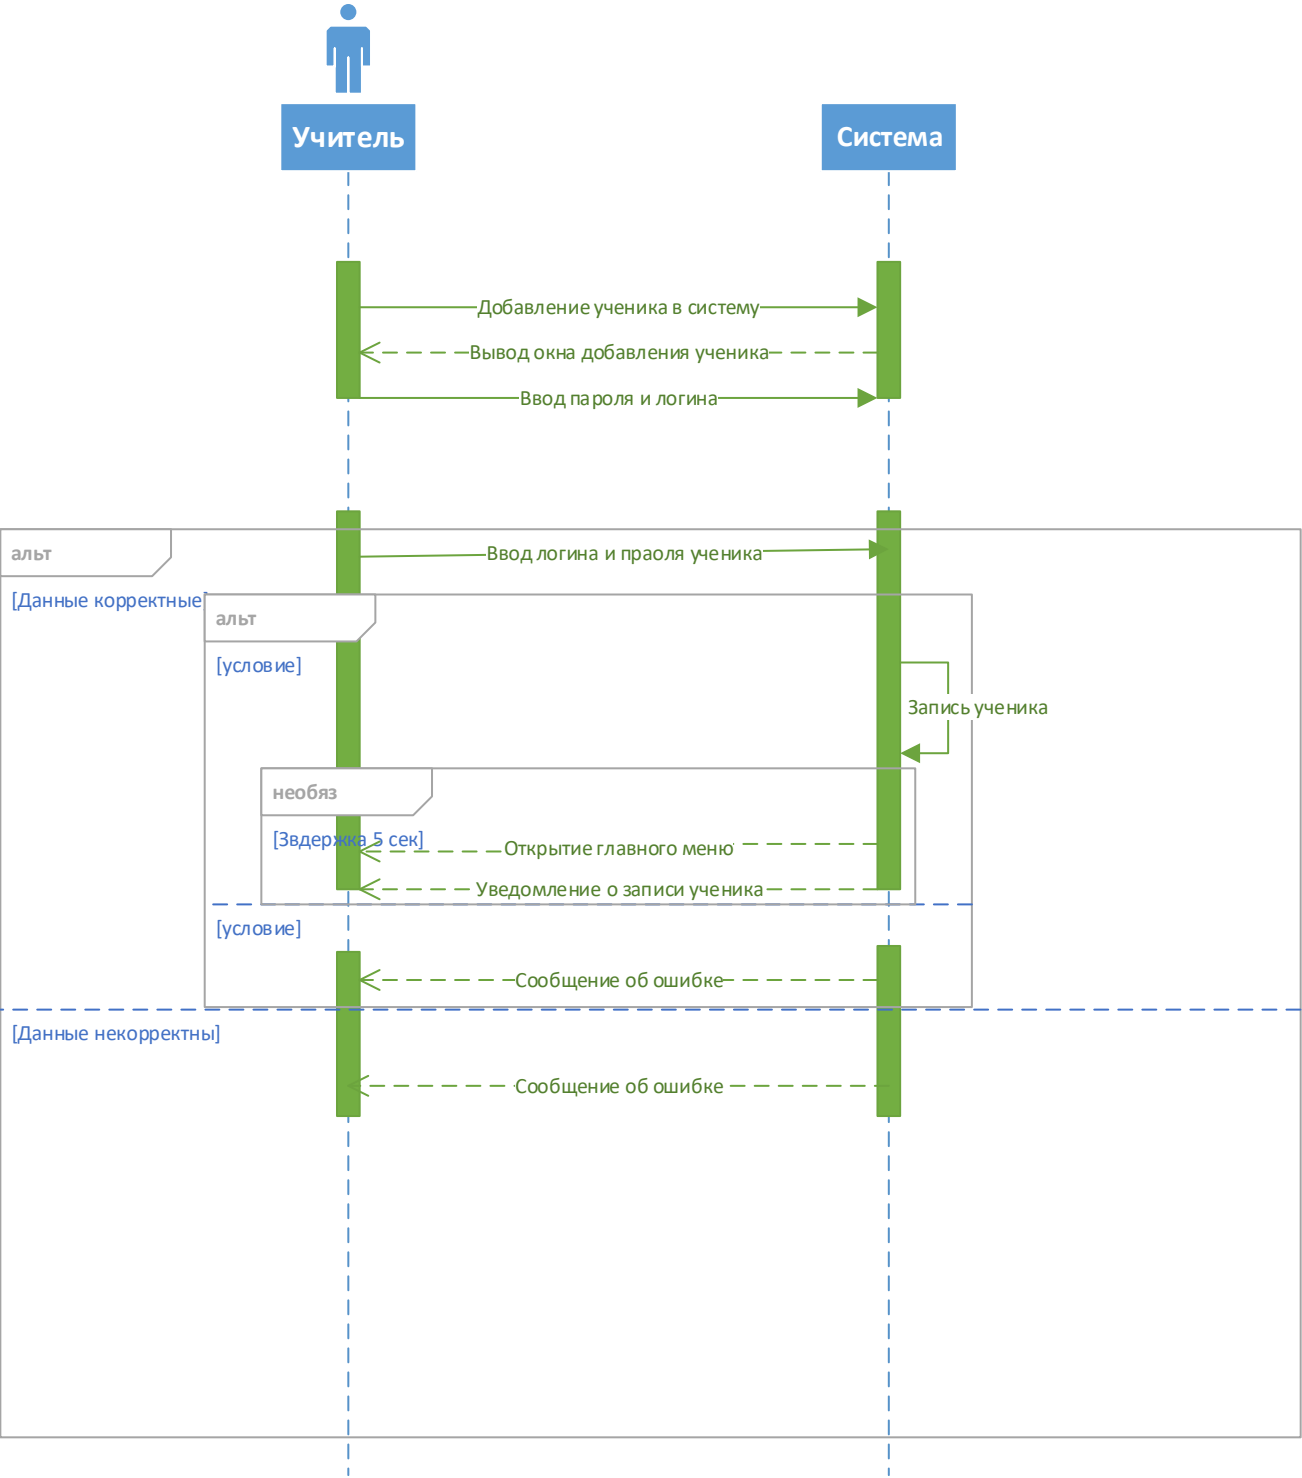 Учитель
Система
Добавление ученика в систему
Вывод окна добавления ученика
Ввод пароля и логина
альт
Ввод логина и праоля ученика
[Данные корректные]
альт
[условие]
Запись ученика
необяз
[Звдержка 5 сек]
Открытие главного меню
Уведомление о записи ученика
[условие]
Сообщение об ошибке
[Данные некорректны]
Сообщение об ошибке